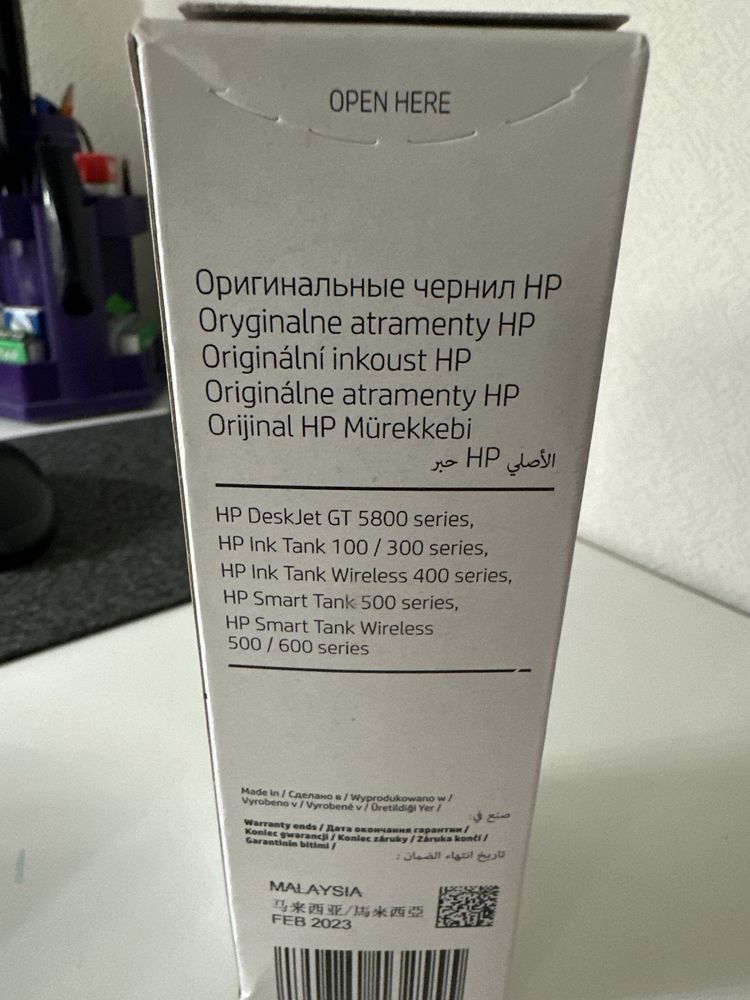 OPEN HERE
Оригинальные чернил HP
Oryginalne atramenty HP
Originální inkoust HP
Originálne atramenty HP
Orijinal HP Mürekkebi
حبر HP الأصلي
HP DeskJet GT 5800 series,
HP Ink Tank 100 / 300 series,
HP Ink Tank Wireless 400 series,
HP Smart Tank 500 series,
HP Smart Tank Wireless
500 / 600 series
Made in / Сделано в / Wyprodukowano w /
Vyrobeno v / Vyrobené v / Üretildiği Yer /
صنع في:
Warranty ends / Дата окончания гарантии /
Koniec gwarancji / Konec záruky / Záruka končí /
Garantinin bitimi /
تاريخ انتهاء الضمان:
MALAYSIA
马来西亚/馬來西亞
FEB 2023